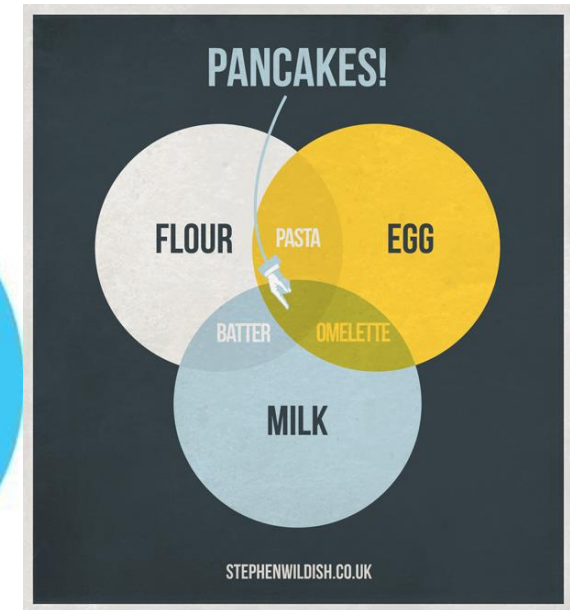 PANCAKES!
FLOUR
PASTA
EGG
BATTER
OMELETTE
MILK
STEPHENWILDISH.CO.UK